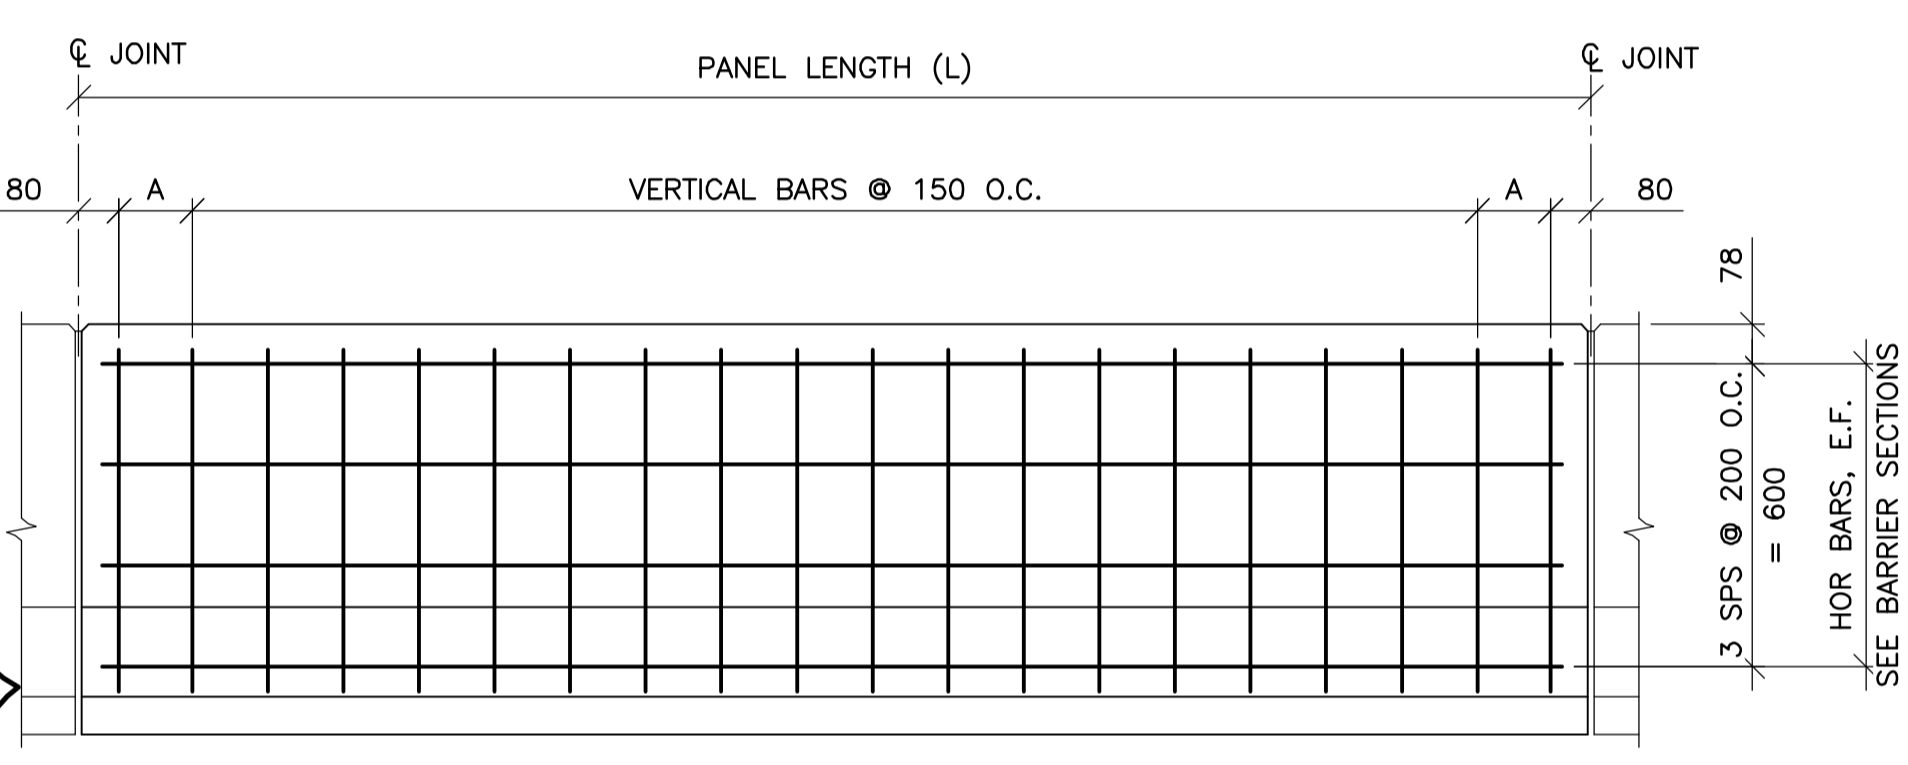 ℄ JOINT
PANEL LENGTH (L)
℄ JOINT
80
A
VERTICAL BARS @ 150 O.C.
A
80
78
3 SPS @ 200 O.C.
= 600
HOR BARS, E.F.
SEE BARRIER SECTIONS